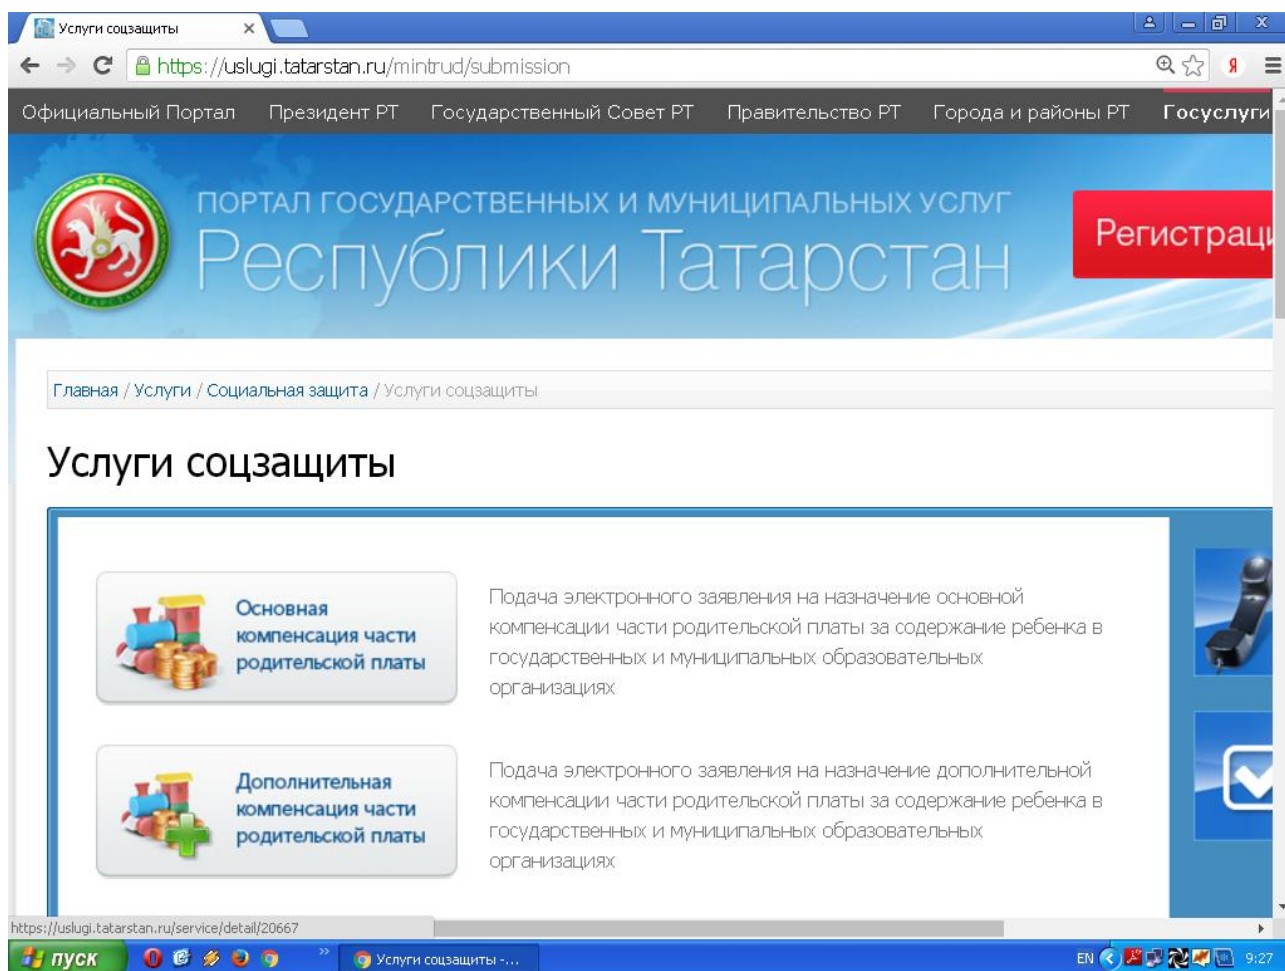 Услуги соцзащиты
https://uslugi.tatarstan.ru/mintrud/submission
Я
Официальный Портал Президент РТ Государственный Совет РТ Правительство РТ Города и районы РТ Госуслуги
ПОРТАЛ ГОСУДАРСТВЕННЫХ И МУНИЦИПАЛЬНЫХ УСЛУГ
Республики Татарстан
Регистраци
ТАТАРСТАН
Главная / Услуги / Социальная защита / Услуги соцзащиты
Услуги соцзащиты
Основная
компенсация части
родительской платы
Подача электронного заявления на назначение основной
компенсации части родительской платы за содержание ребенка в
государственных и муниципальных образовательных
организациях
Дополнительная
компенсация части
родительской платы
Подача электронного заявления на назначение дополнительной
компенсации части родительской платы за содержание ребенка в
государственных и муниципальных образовательных
организациях
https://uslugi.tatarstan.ru/service/detail/20667
пуск
Услуги соцзащиты -...
EN
9:27